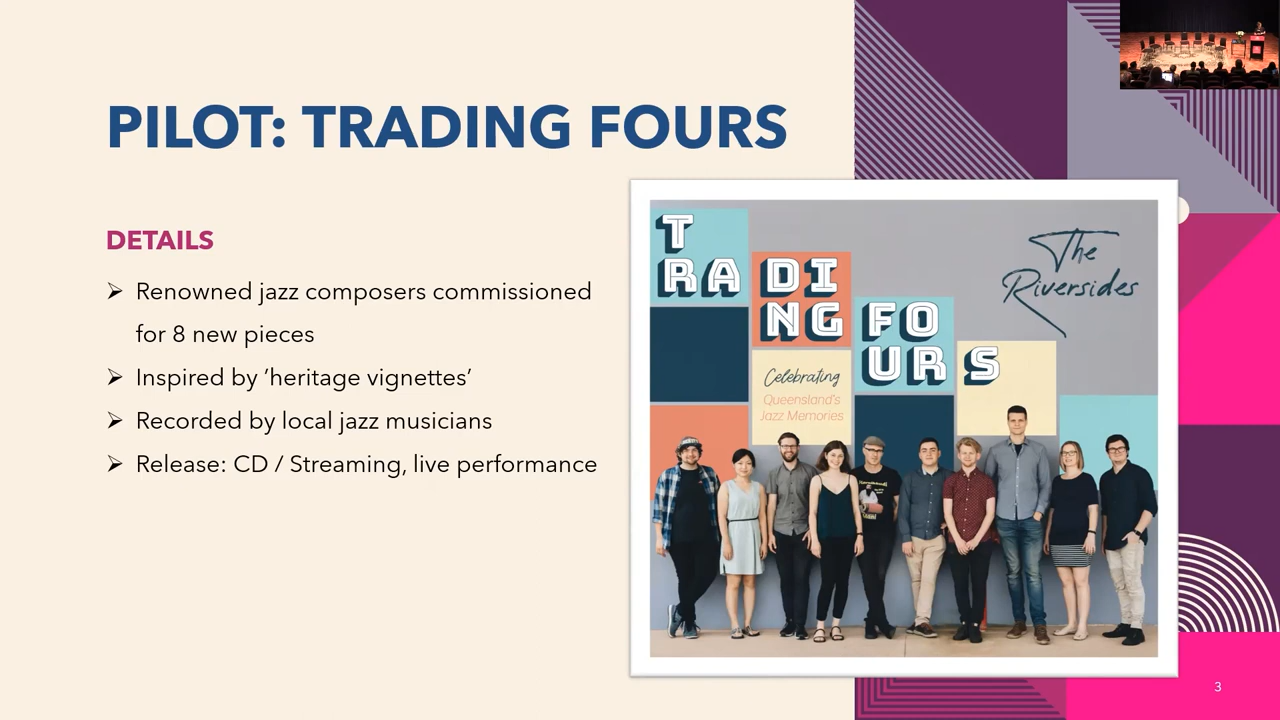 PILOT: TRADING FOURS
DETAILS
➢ Renowned jazz composers commissioned
for 8 new pieces
➢ Inspired by ‘heritage vignettes’
➢ Recorded by local jazz musicians
➢ Release: CD / Streaming, live performance
T
RA
DI
NG
FO
UR
S
The
Riversides
Celebrating
Queensland's
Jazz Memories
3